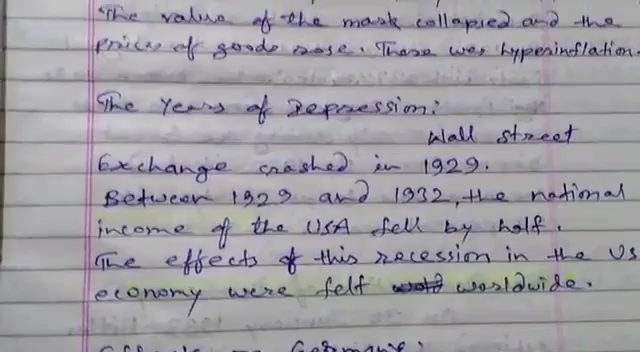 The value of the mark collapsed and the
prices of goods rose. There was hyperinflation.
The Years of Depression:
Wall Street
Exchange crashed in 1929.
Between 1929 and 1932, the national
income of the USA fell by half.
The effects of this recession in the US
economy were felt worldwide.
Germany: